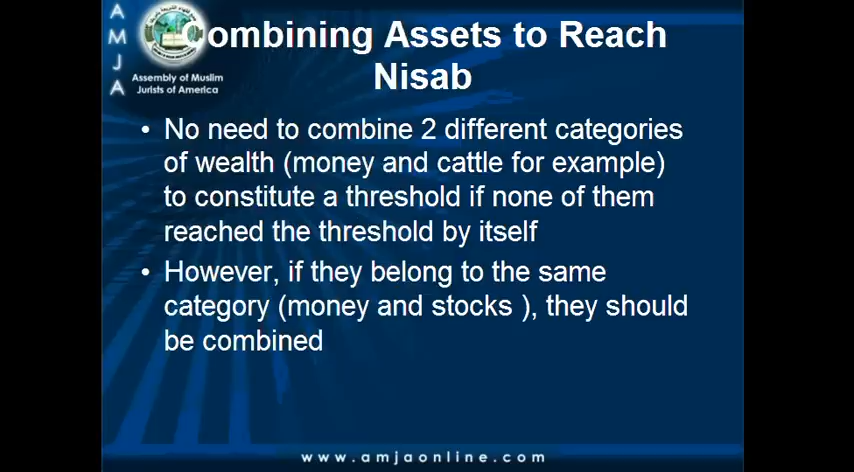 A
M
J
A
Assembly of Muslim
Jurists of America
Combining Assets to Reach
Nisab
• No need to combine 2 different categories
of wealth (money and cattle for example)
to constitute a threshold if none of them
reached the threshold by itself
• However, if they belong to the same
category (money and stocks ), they should
be combined
www.amjaonline.com